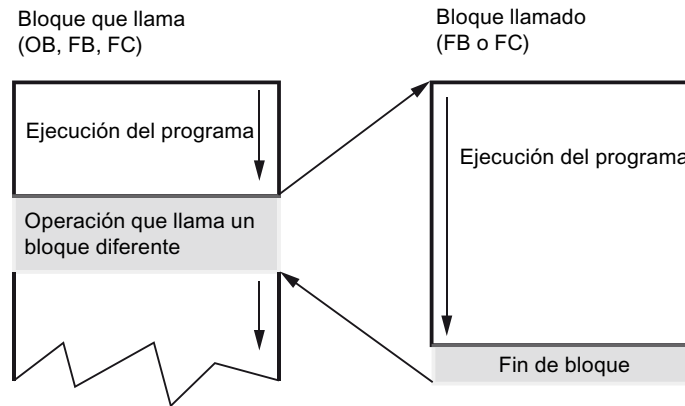 Bloque que llama
(OB, FB, FC)
Bloque llamado
(FB o FC)
Ejecución del programa
Ejecución del programa
Operación que llama un
bloque diferente
Fin de bloque